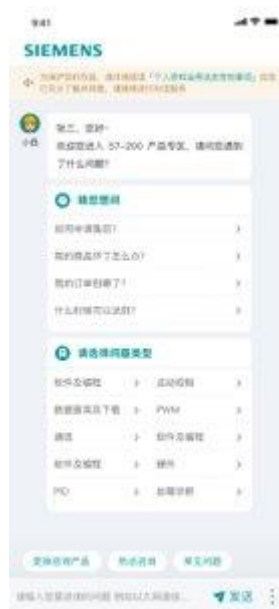 9:41
SIEMENS
小西
张三，您好~
欢迎您进入 S7-200 产品专区，请问您遇到
了什么问题？
猜您想问
如何申请售后？
我的商品坏了怎么办？
我的订单到哪了？
什么时候可以送到？
请选择问题类型
软件及编程
运动控制
数据备案及下载
PWM
通讯
软件及编程
软件及编程
硬件
PID
故障诊断
更换咨询产品
热点咨询
常见问题
发送